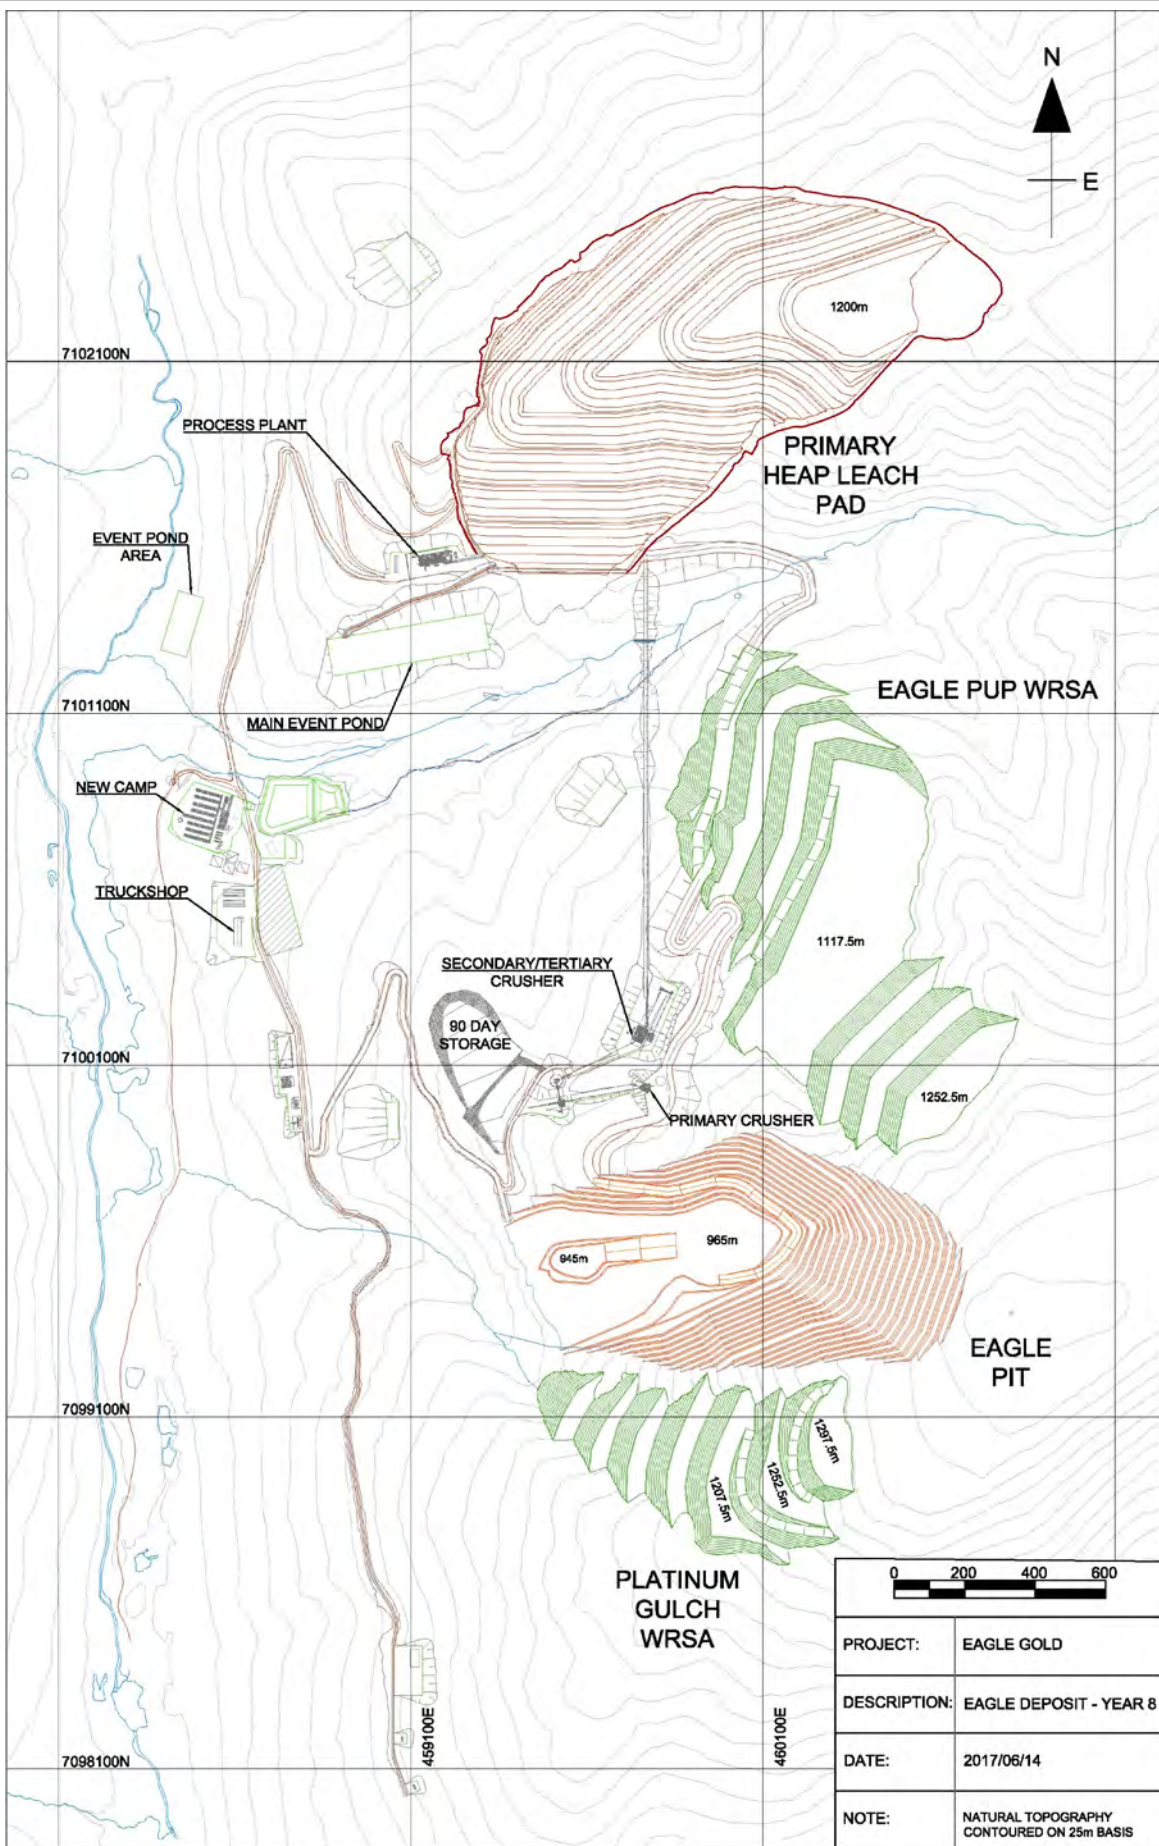 N
E
1200m
7102100N
PROCESS PLANT
PRIMARY
HEAP LEACH
PAD
EVENT POND
AREA
EAGLE PUP WRSA
7101100N
MAIN EVENT POND
NEW CAMP
TRUCKSHOP
1117.5m
SECONDARY/TERTIARY
CRUSHER
90 DAY
STORAGE
7100100N
1252.5m
PRIMARY CRUSHER
965m
945m
EAGLE
PIT
7099100N
1297.5m
1252.5m
1207.5m
PLATINUM
GULCH
WRSA
0 200 400 600
PROJECT: EAGLE GOLD
DESCRIPTION: EAGLE DEPOSIT - YEAR 8
459100E
460100E
7098100N
DATE: 2017/06/14
NOTE: NATURAL TOPOGRAPHY
CONTOURED ON 25m BASIS